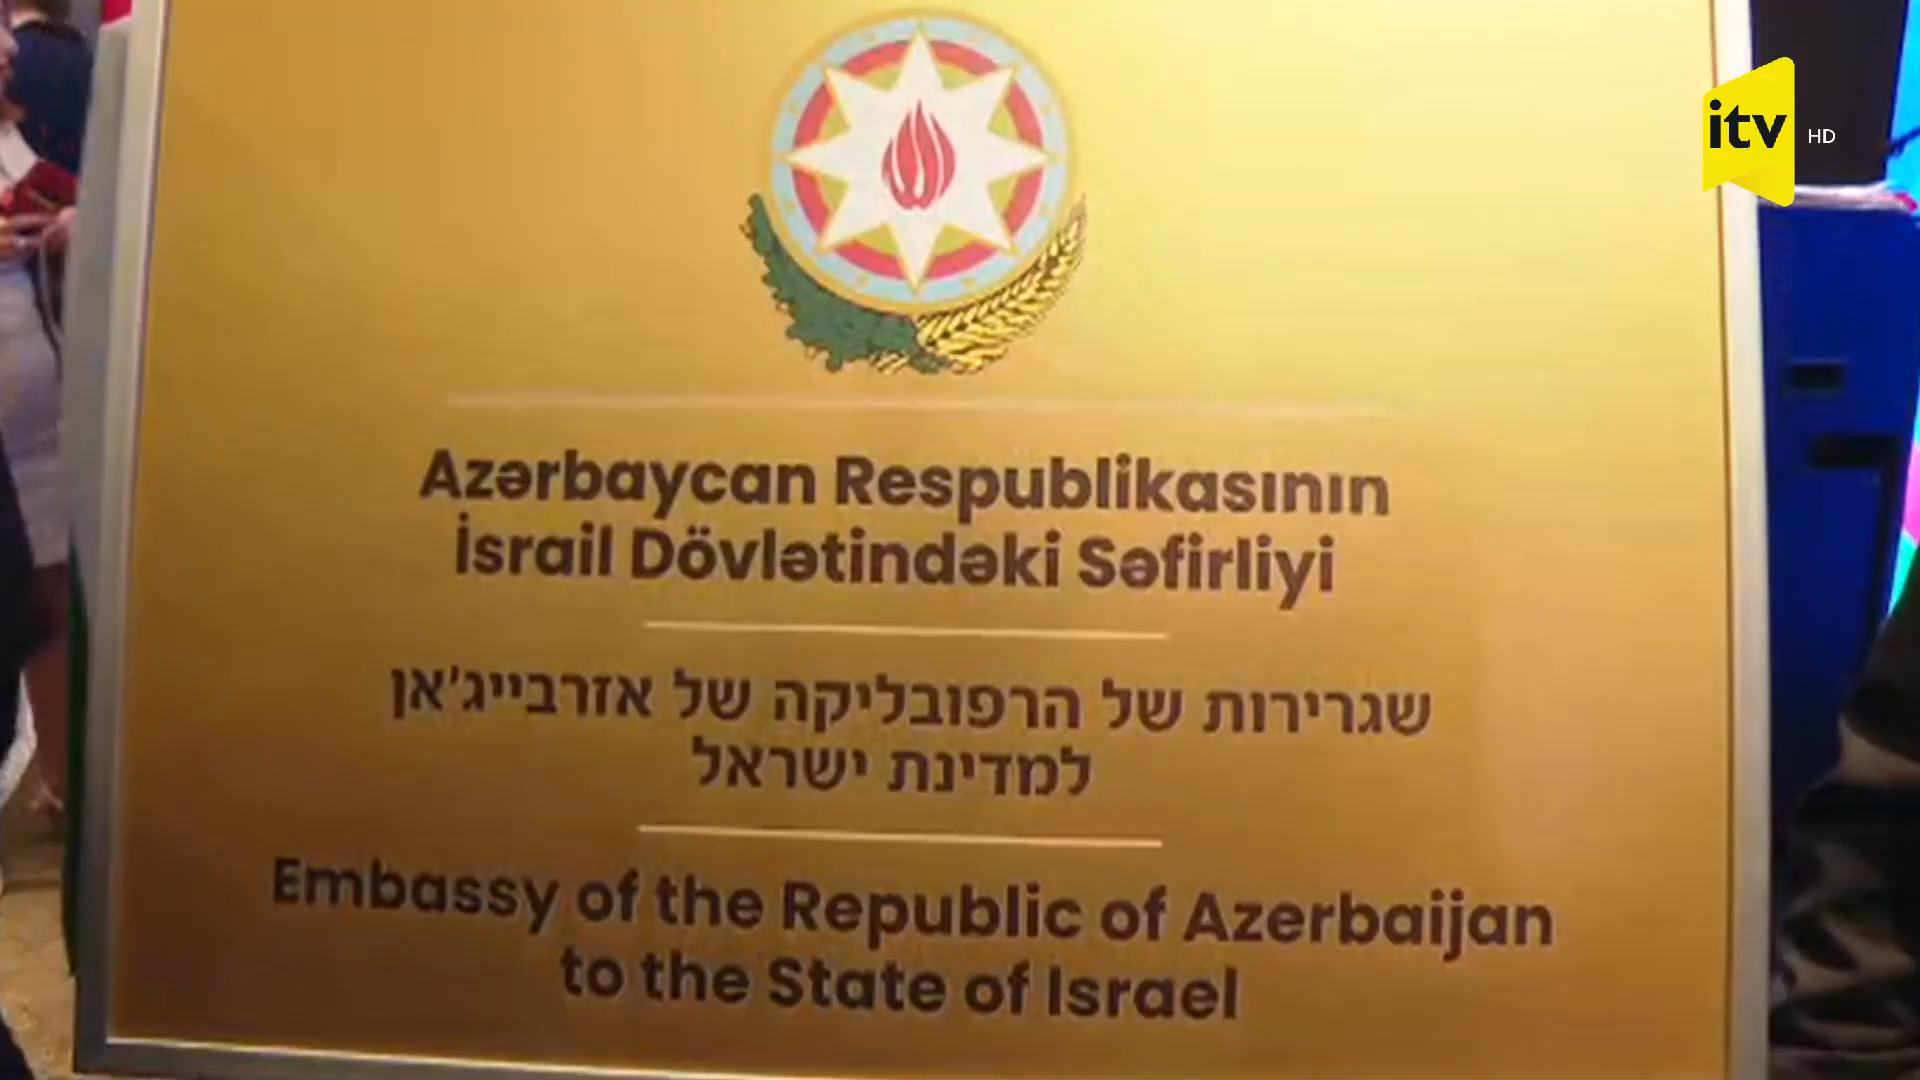 itv HD
Azərbaycan Respublikasının
İsrail Dövlətindəki Səfirliyi
שגרירות של הרפובליקה של אזרבייג'אן
למדינת ישראל
Embassy of the Republic of Azerbaijan
to the State of Israel